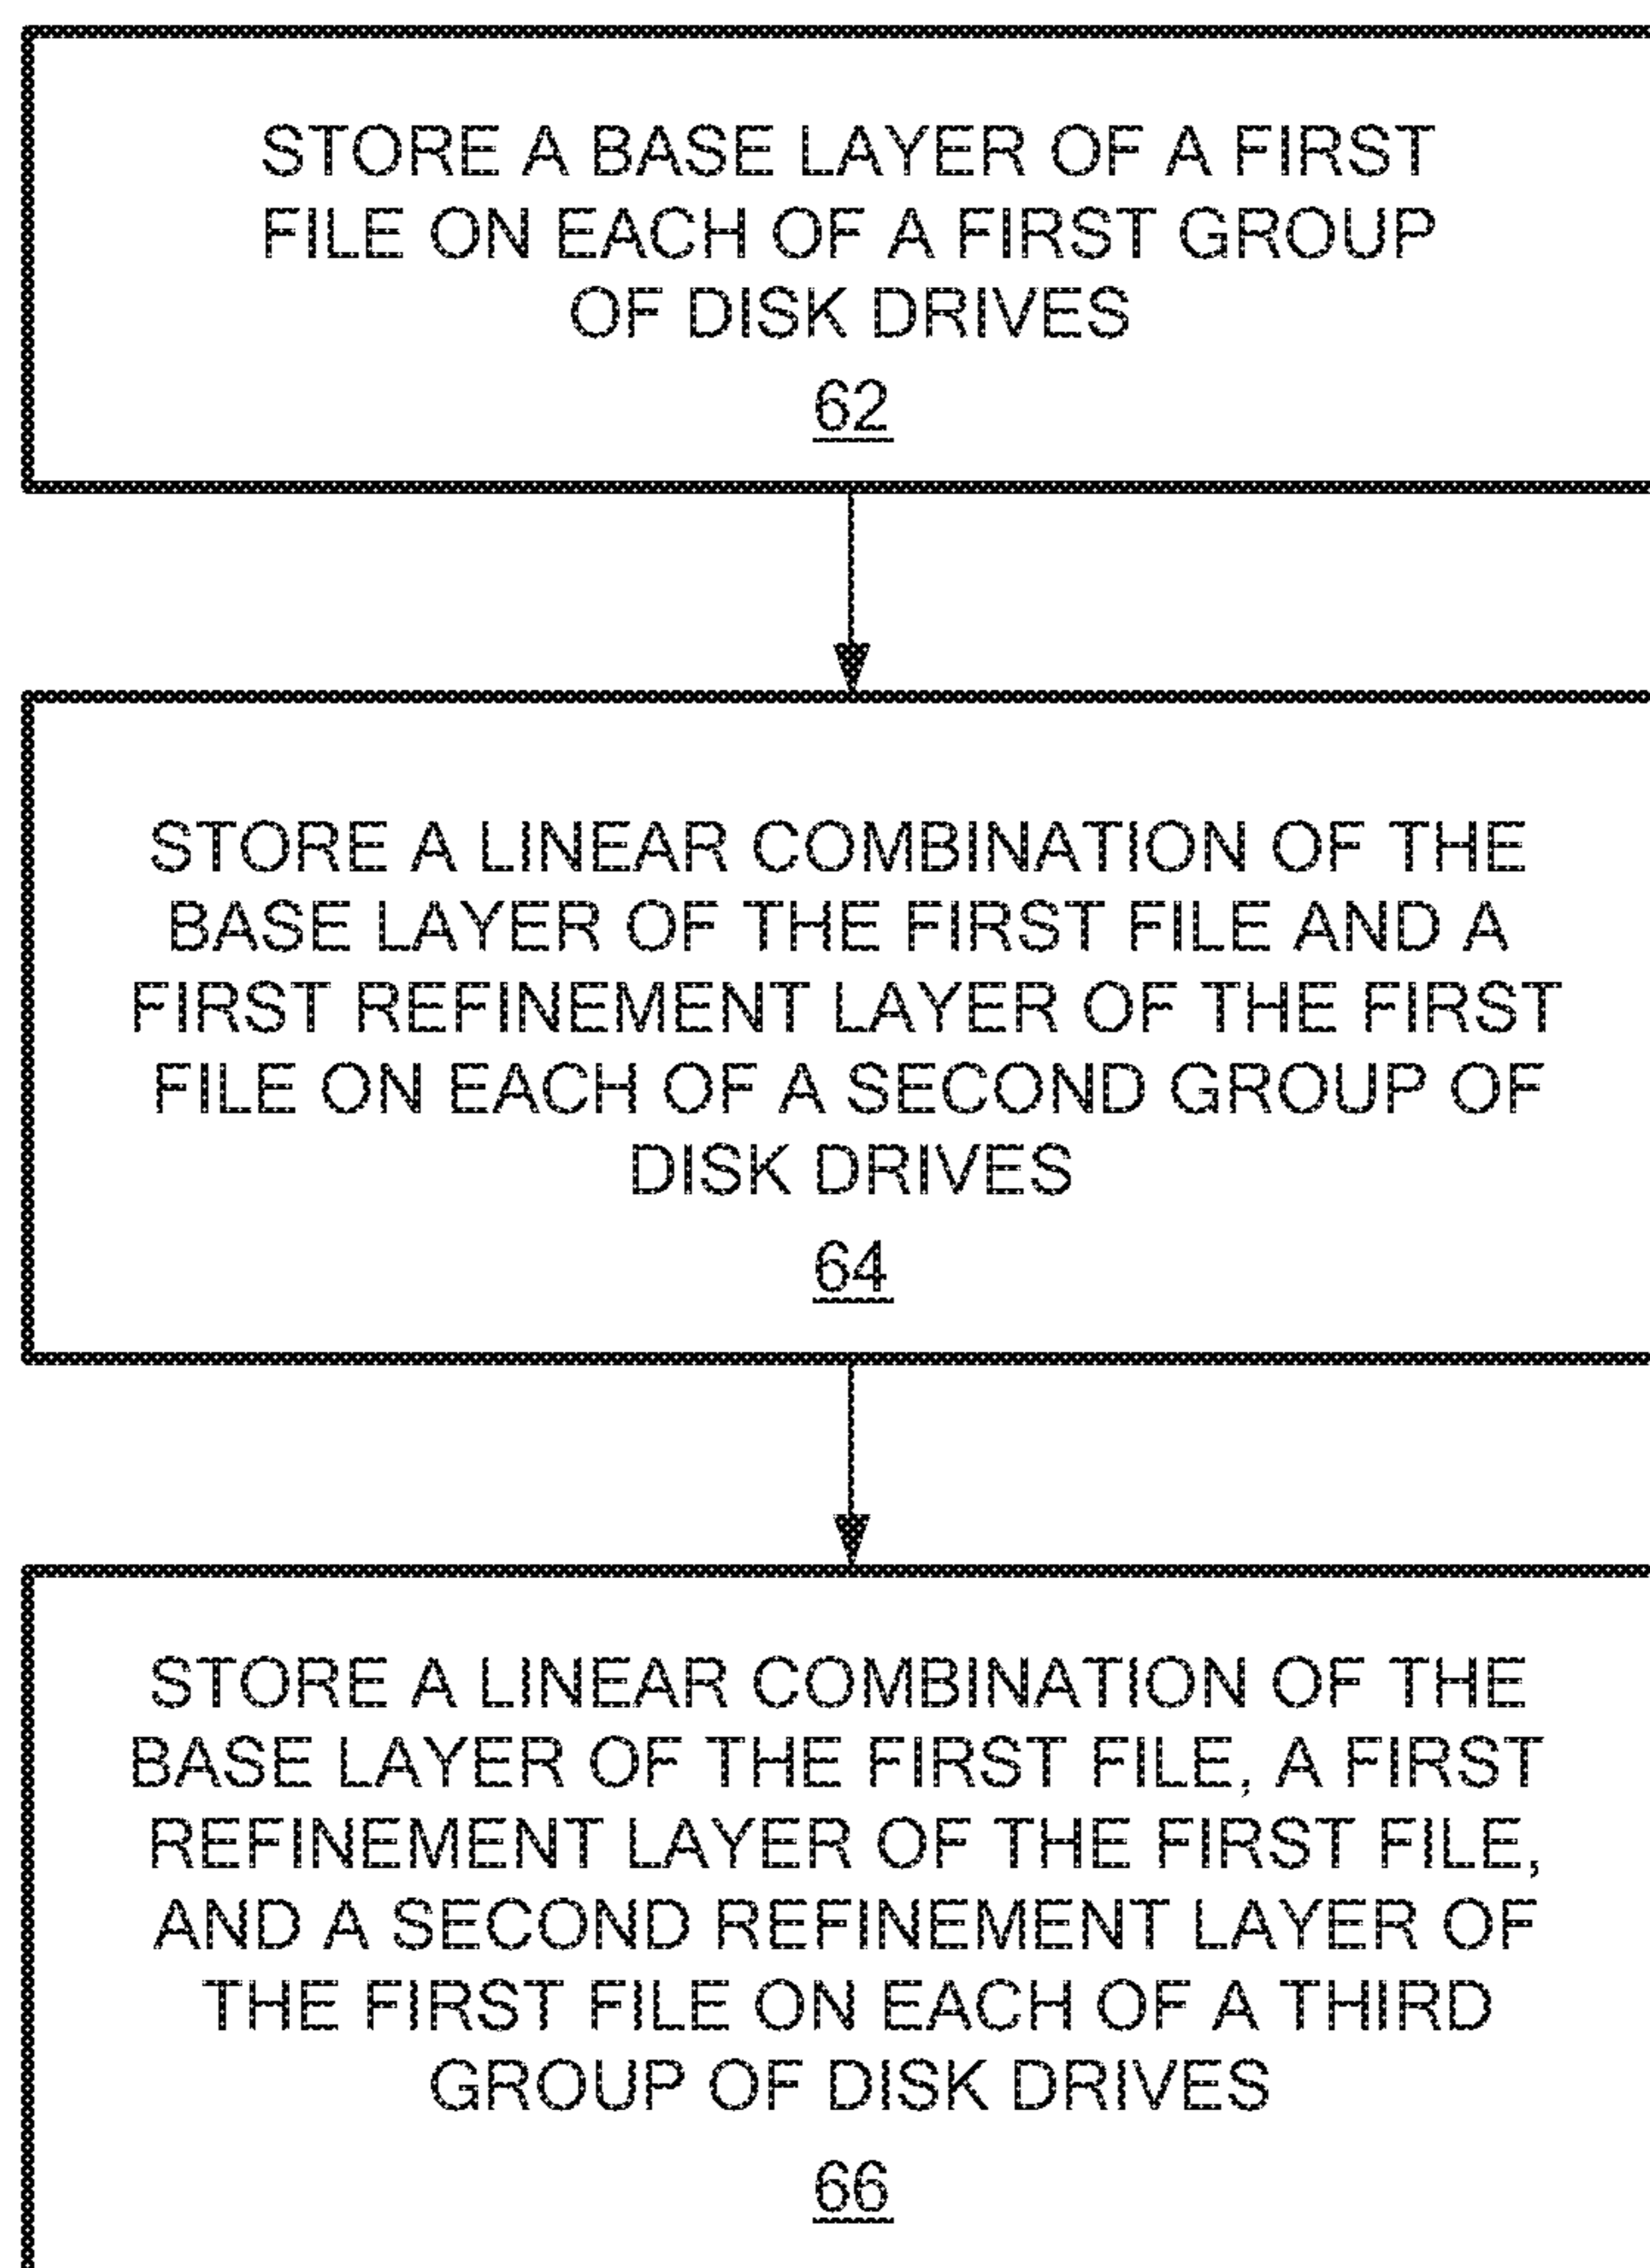 STORE A BASE LAYER OF A FIRST
FILE ON EACH OF A FIRST GROUP
OF DISK DRIVES
62
STORE A LINEAR COMBINATION OF THE
BASE LAYER OF THE FIRST FILE AND A
FIRST REFINEMENT LAYER OF THE FIRST
FILE ON EACH OF A SECOND GROUP OF
DISK DRIVES
64
STORE A LINEAR COMBINATION OF THE
BASE LAYER OF THE FIRST FILE, A FIRST
REFINEMENT LAYER OF THE FIRST FILE,
AND A SECOND REFINEMENT LAYER OF
THE FIRST FILE ON EACH OF A THIRD
GROUP OF DISK DRIVES
66